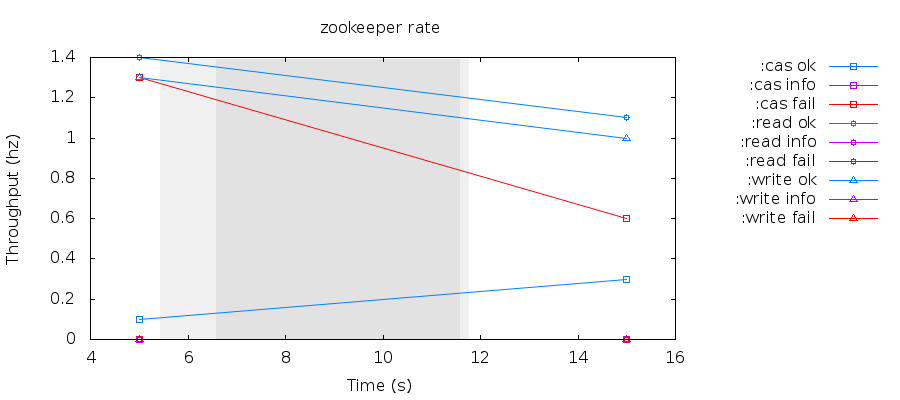 zookeeper rate
1.4
1.2
1
0.8
0.6
0.4
0.2
0
4 6 8 10 12 14 16
Throughput (hz)
Time (s)
:cas ok
:cas info
:cas fail
:read ok
:read info
:read fail
:write ok
:write info
:write fail